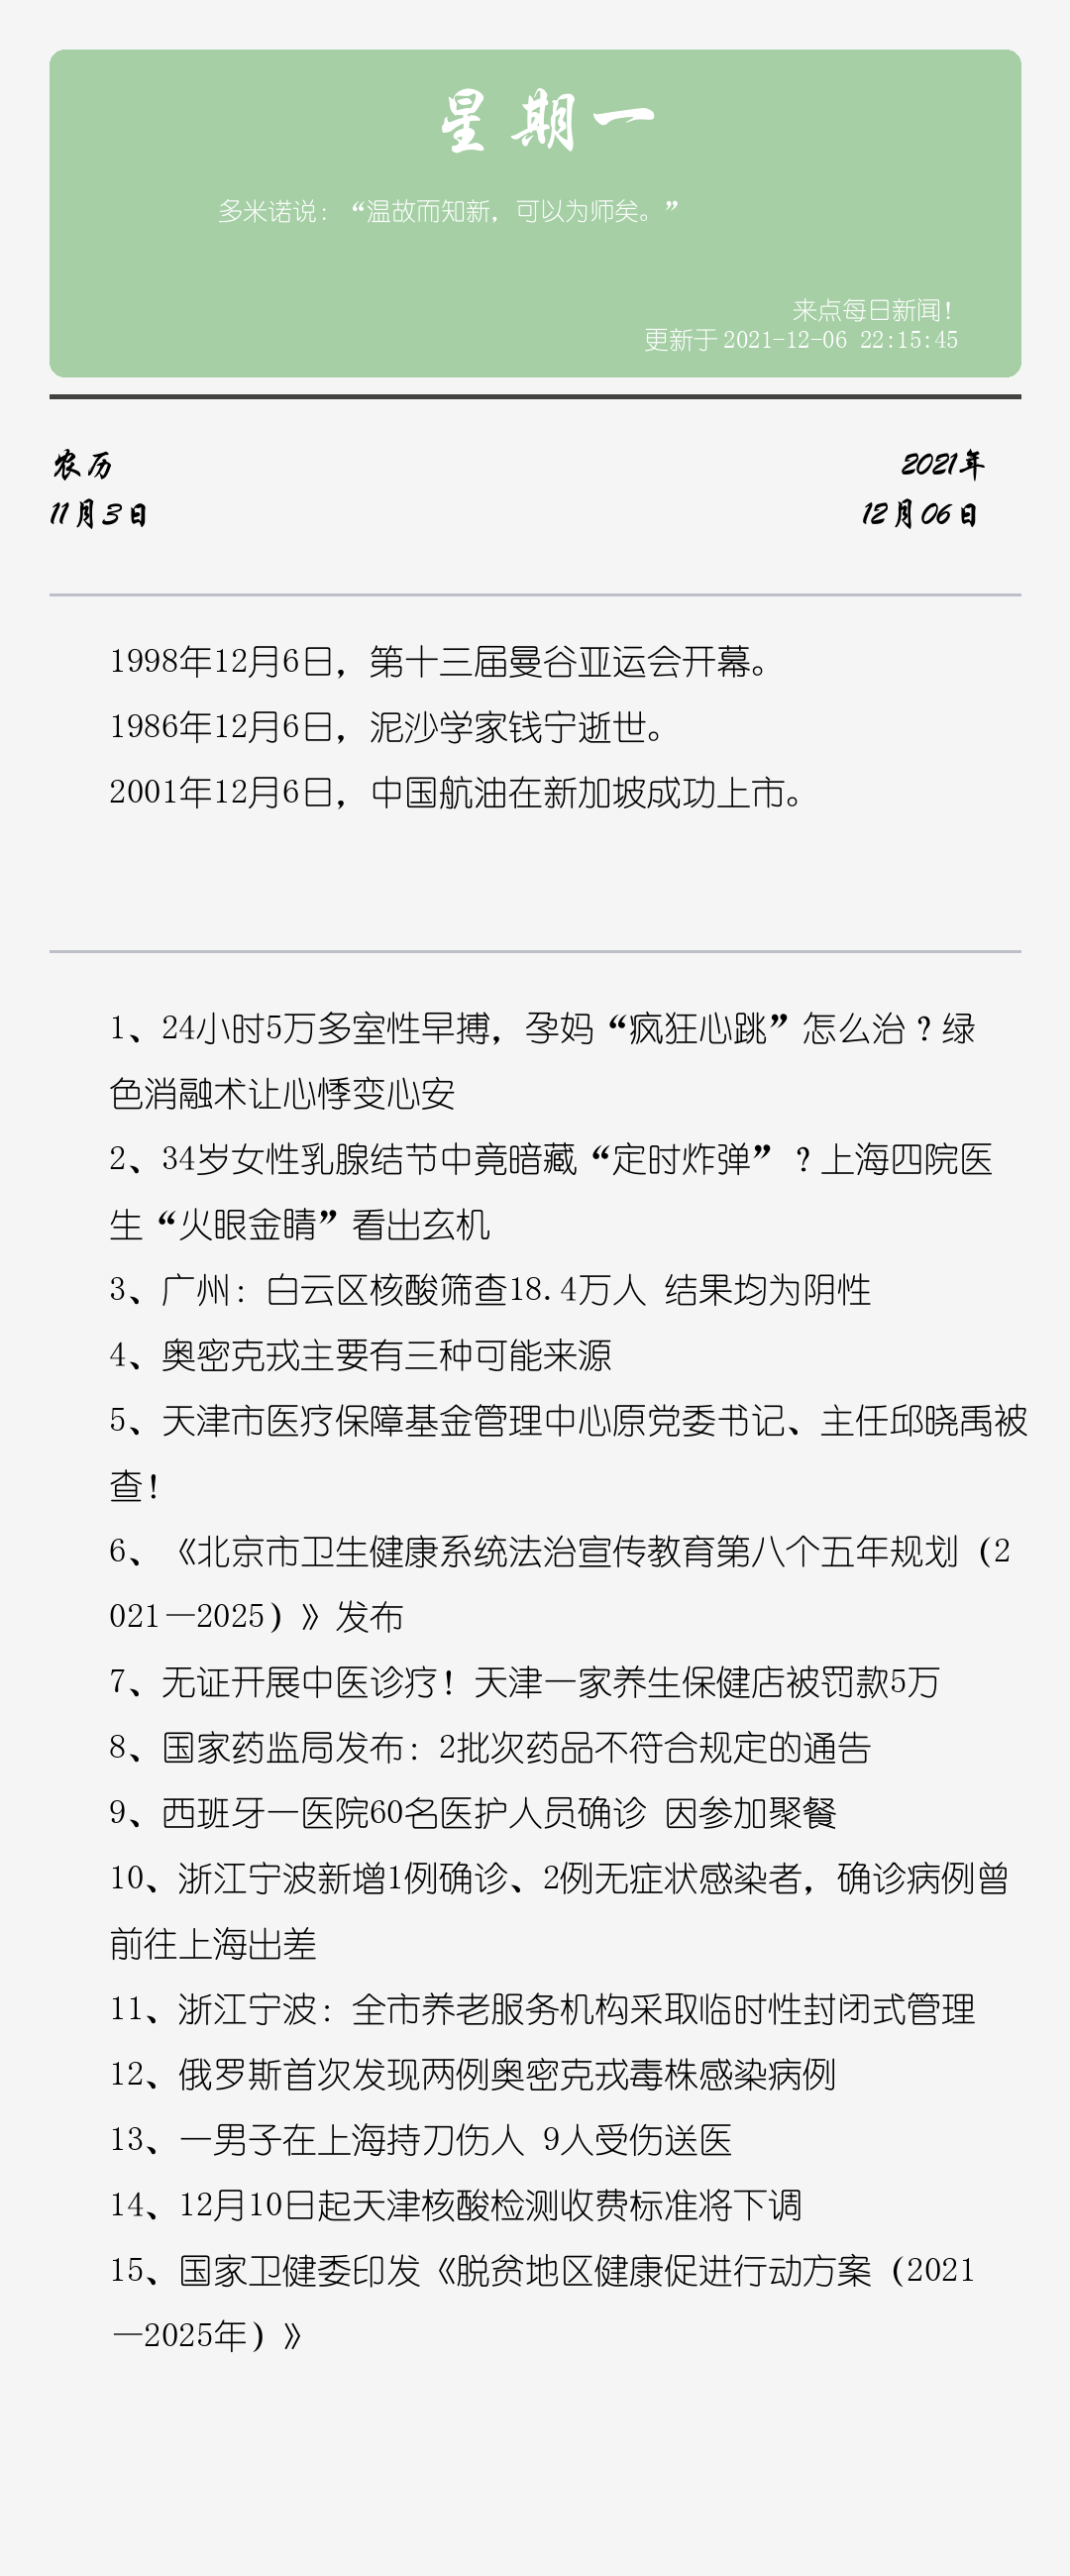 星期一
多米诺说：“温故而知新，可以为师矣。”
来点每日新闻！
更新于 2021-12-06 22:15:45
农历
11月3日
2021年
12月06日
1998年12月6日，第十三届曼谷亚运会开幕。
1986年12月6日，泥沙学家钱宁逝世。
2001年12月6日，中国航油在新加坡成功上市。
1、24小时5万多室性早搏，孕妈“疯狂心跳”怎么治？绿
色消融术让心悸变心安
2、34岁女性乳腺结节中竟暗藏“定时炸弹”？上海四院医
生“火眼金睛”看出玄机
3、广州：白云区核酸筛查18.4万人 结果均为阴性
4、奥密克戎主要有三种可能来源
5、天津市医疗保障基金管理中心原党委书记、主任邱晓禹被
查！
6、《北京市卫生健康系统法治宣传教育第八个五年规划（2
021—2025）》发布
7、无证开展中医诊疗！天津一家养生保健店被罚款5万
8、国家药监局发布：2批次药品不符合规定的通告
9、西班牙一医院60名医护人员确诊 因参加聚餐
10、浙江宁波新增1例确诊、2例无症状感染者，确诊病例曾
前往上海出差
11、浙江宁波：全市养老服务机构采取临时性封闭式管理
12、俄罗斯首次发现两例奥密克戎毒株感染病例
13、一男子在上海持刀伤人 9人受伤送医
14、12月10日起天津核酸检测收费标准将下调
15、国家卫健委印发《脱贫地区健康促进行动方案（2021
—2025年）》